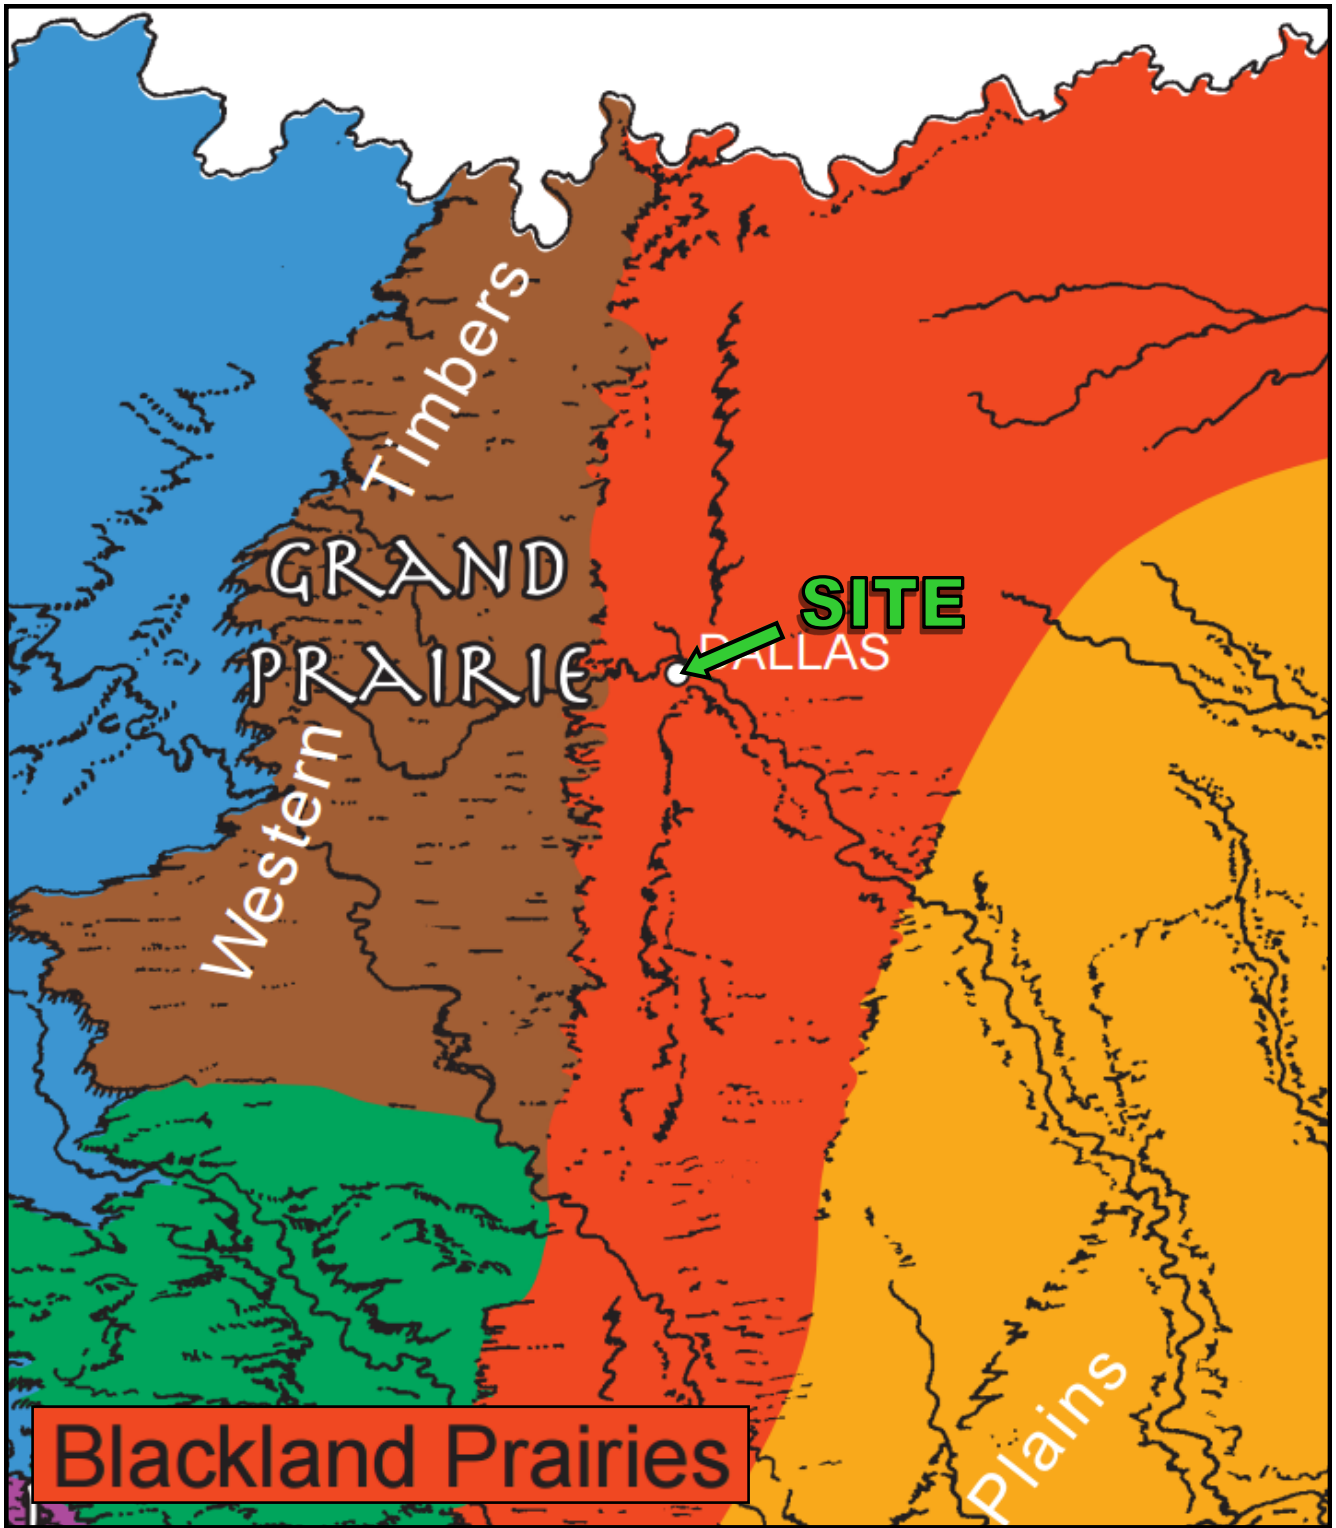 Timbers
GRAND
PRAIRIE
SITE
DALLAS
Western
Plains
Blackland Prairies